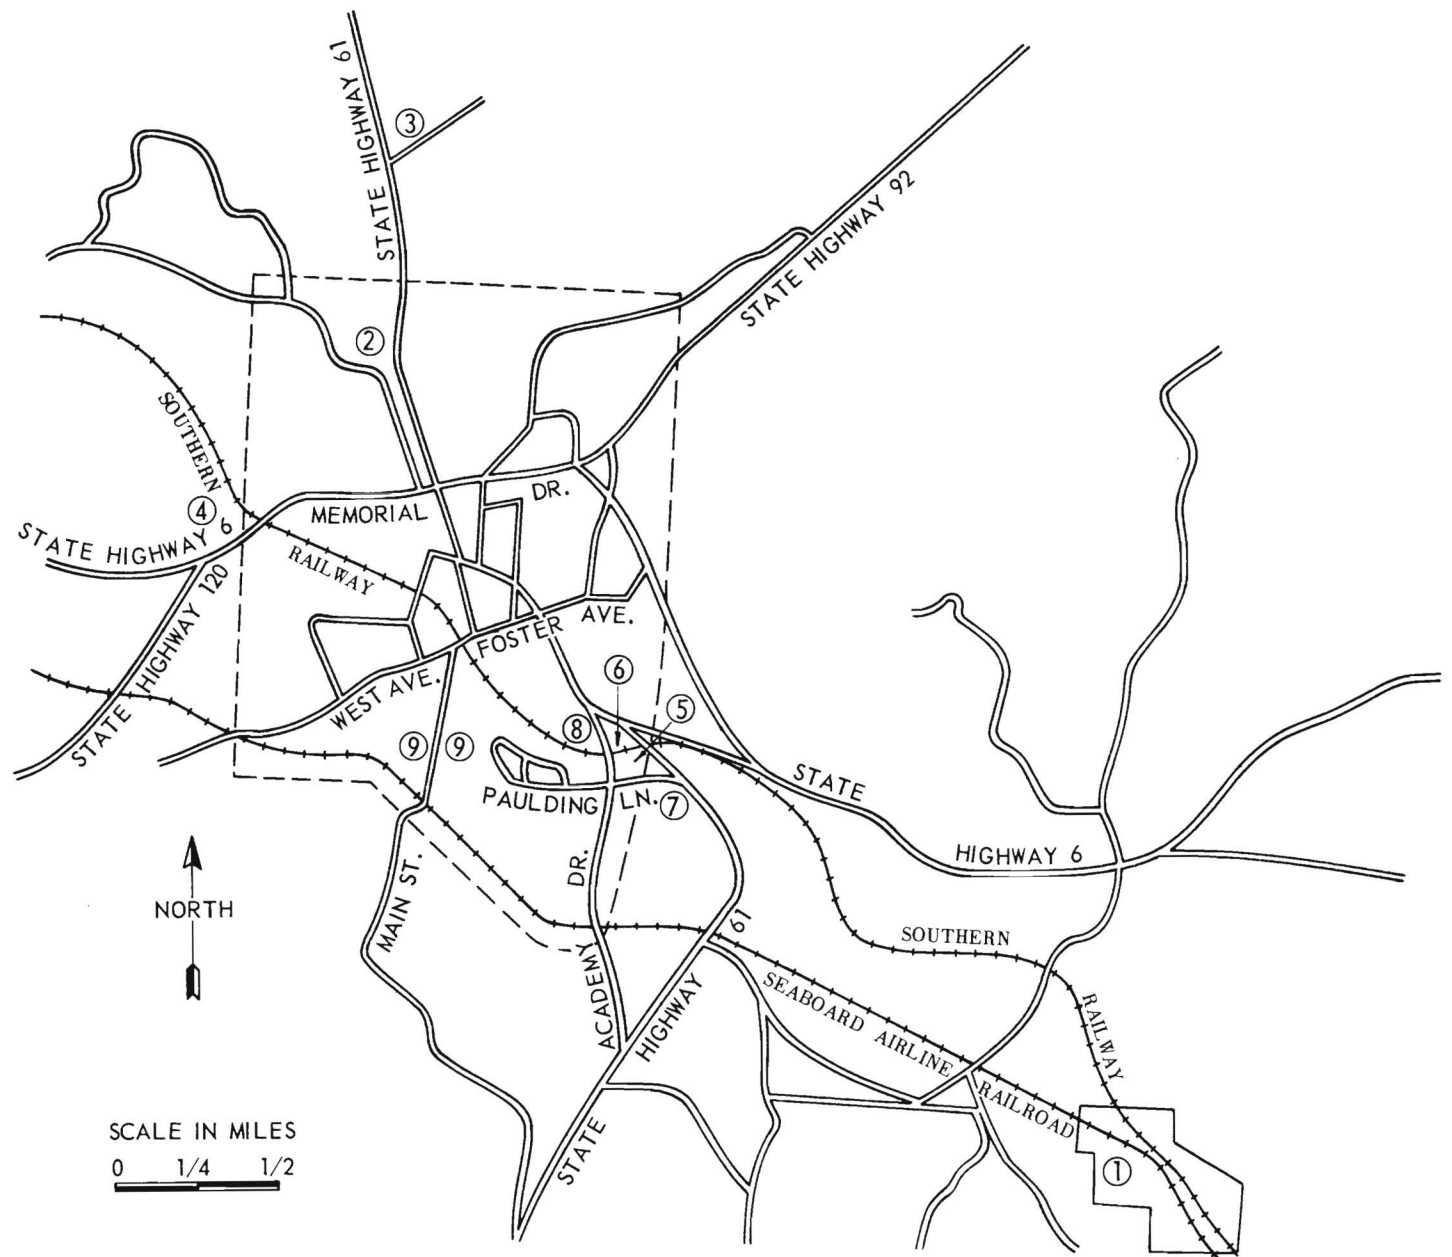 STATE HIGHWAY 61
③
STATE HIGHWAY 92
②
SOUTHERN
RAILWAY
④
STATE HIGHWAY 6
MEMORIAL DR.
STATE HIGHWAY 120
FOSTER AVE.
WEST AVE.
⑥
⑤
⑧
⑨ ⑨
PAULDING LN.
⑦
STATE
HIGHWAY 6
MAIN ST.
ACADEMY DR.
NORTH
STATE HIGHWAY 61
SOUTHERN
RAILWAY
SEABOARD AIRLINE RAILROAD
①
SCALE IN MILES
0 1/4 1/2